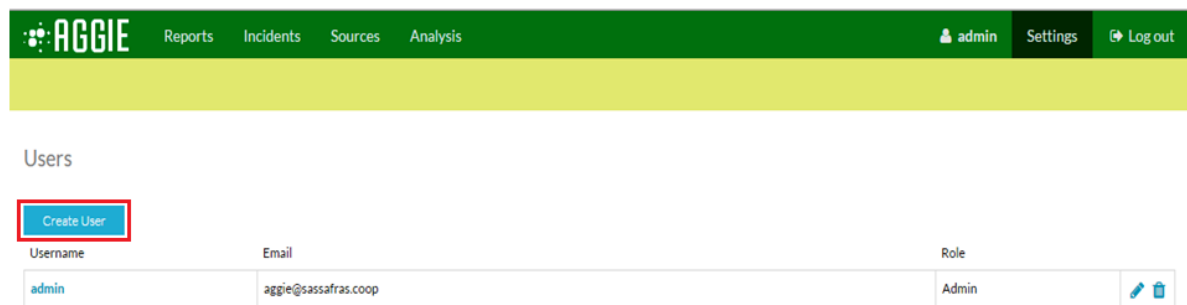 AGGIE Reports Incidents Sources Analysis admin Settings Log out
Users
Create User
Username Email Role
admin aggie@sassafras.coop Admin